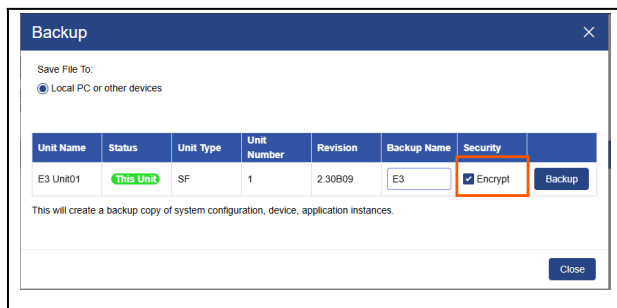 Backup
Save File To:
Local PC or other devices
Unit Name Status Unit Type Unit Number Revision Backup Name Security
E3 Unit01 This Unit SF 1 2.30B09 E3 Encrypt Backup
This will create a backup copy of system configuration, device, application instances.
Close